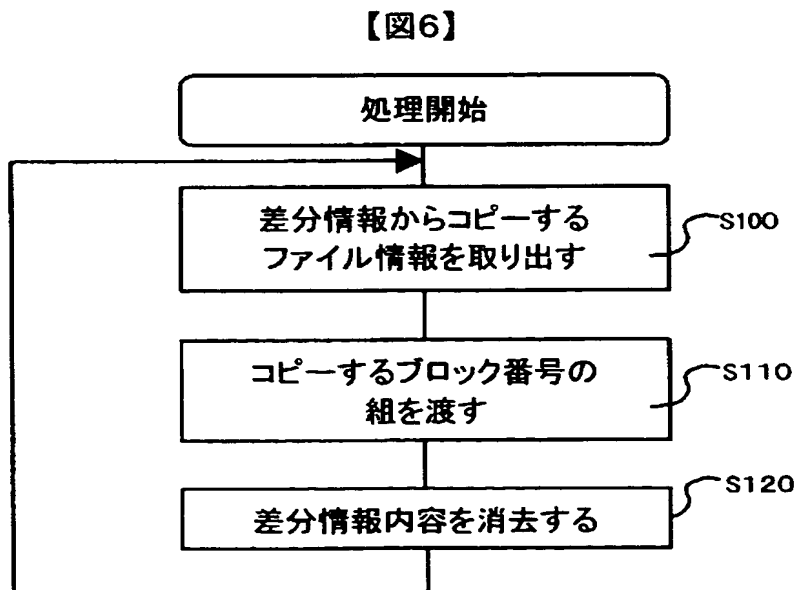 【図6】
処理開始
差分情報からコピーする
ファイル情報を取り出す
S100
コピーするブロック番号の
組を渡す
S110
差分情報内容を消去する
S120